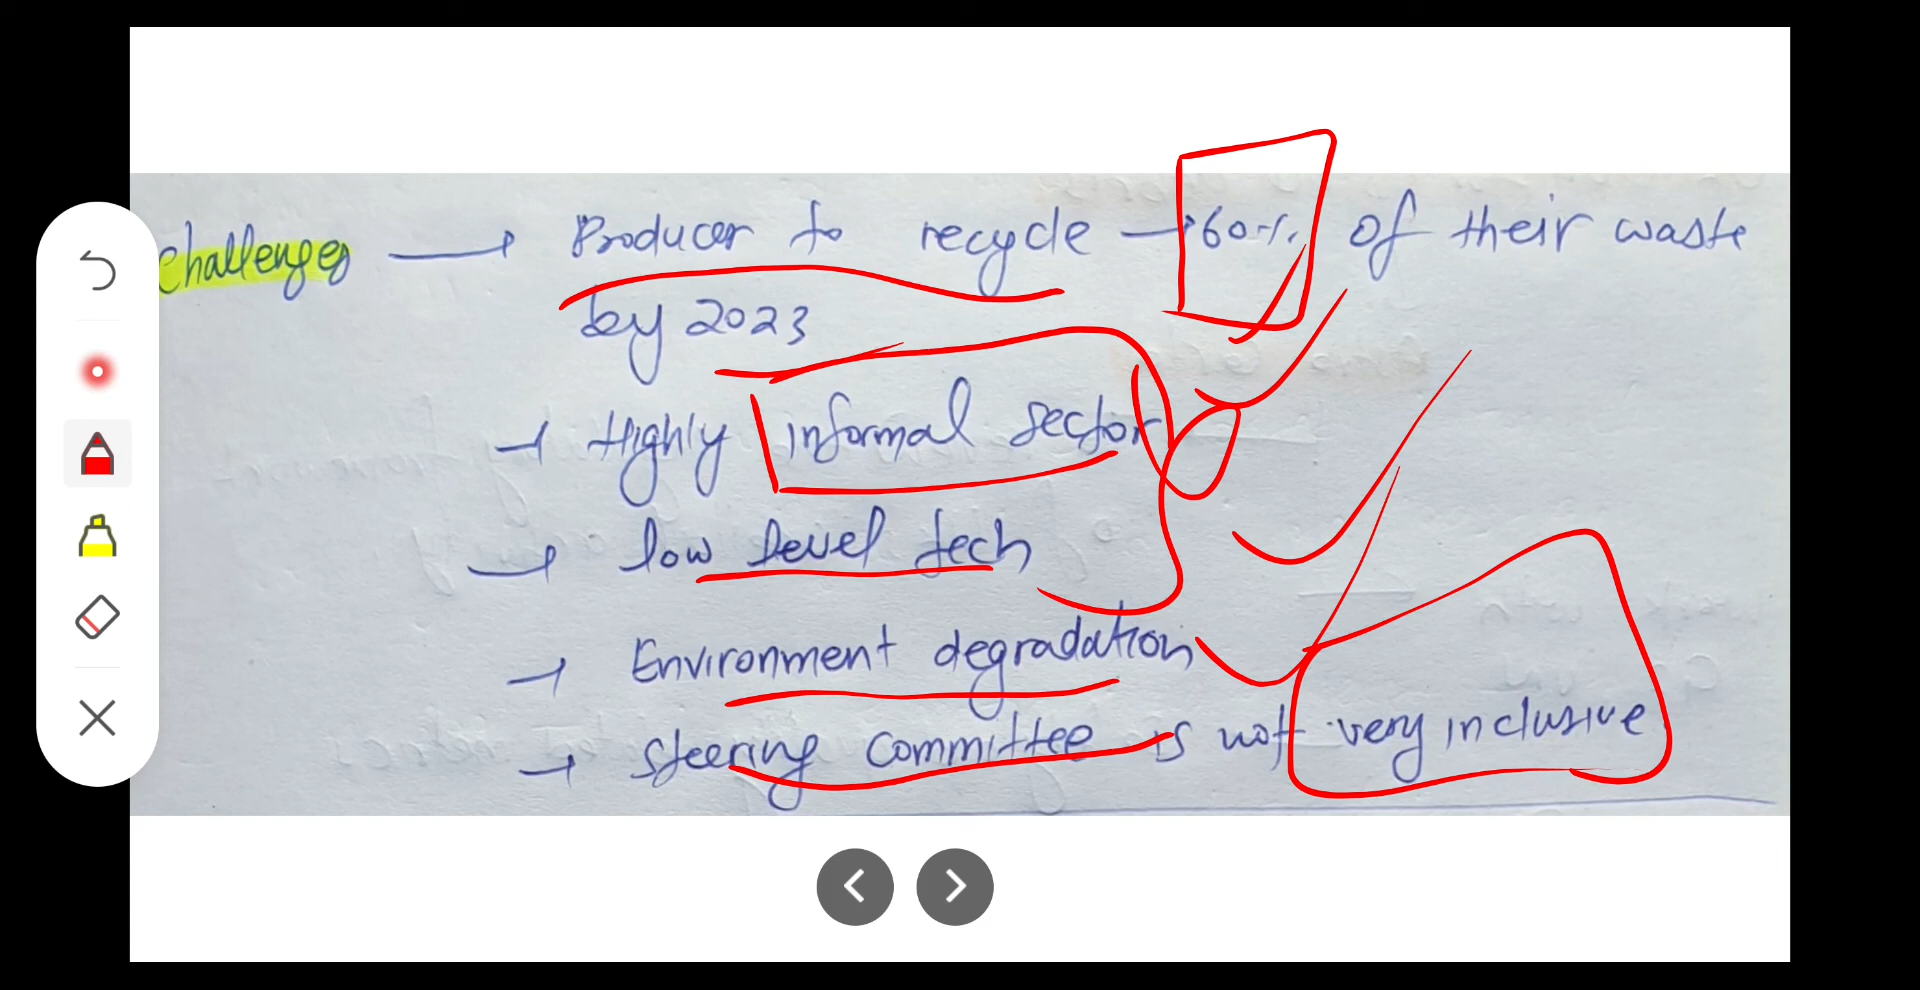 Challenges → Producer to recycle → 60% of their waste
by 2023
→ Highly informal sector
→ low level tech
→ Environment degradation
→ Steering Committee is not very inclusive